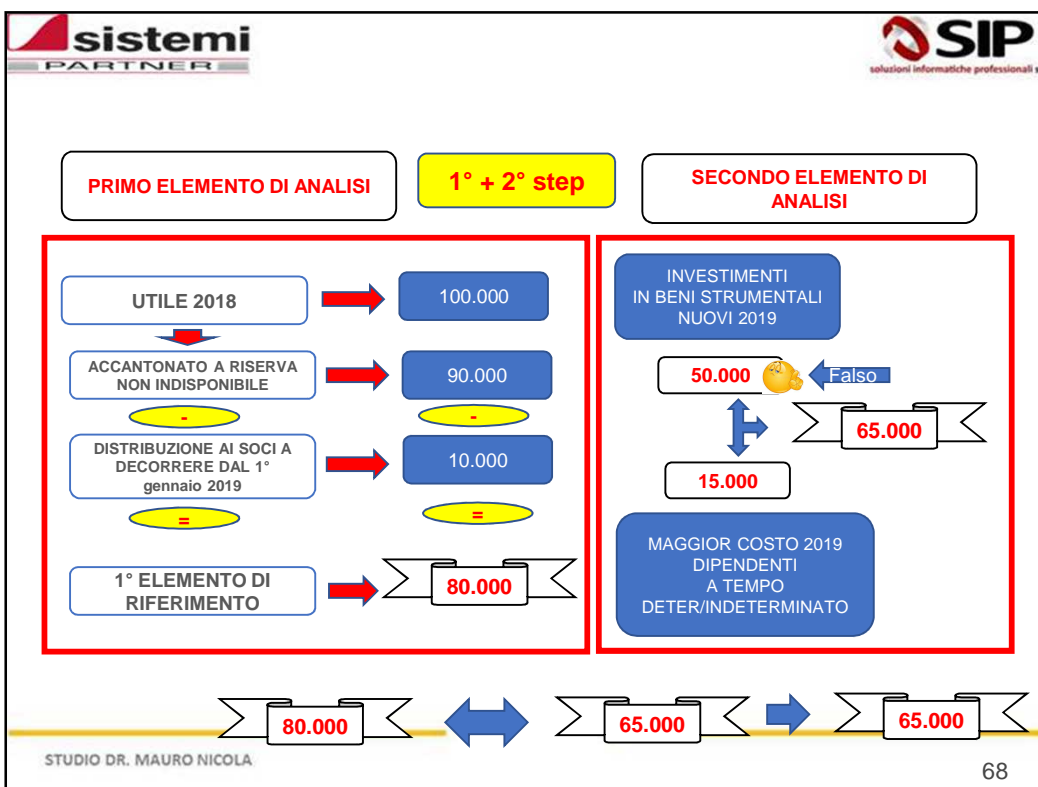 sistemi
PARTNER
SIP
soluzioni informatiche professionali s
PRIMO ELEMENTO DI ANALISI
1° + 2° step
SECONDO ELEMENTO DI
ANALISI
UTILE 2018
100.000
ACCANTONATO A RISERVA
NON INDISPONIBILE
90.000
-
-
DISTRIBUZIONE AI SOCI A
DECORRERE DAL 1°
gennaio 2019
10.000
=
=
1° ELEMENTO DI
RIFERIMENTO
80.000
INVESTIMENTI
IN BENI STRUMENTALI
NUOVI 2019
50.000
Falso
65.000
15.000
MAGGIOR COSTO 2019
DIPENDENTI
A TEMPO
DETER/INDETERMINATO
80.000
65.000
65.000
STUDIO DR. MAURO NICOLA
68